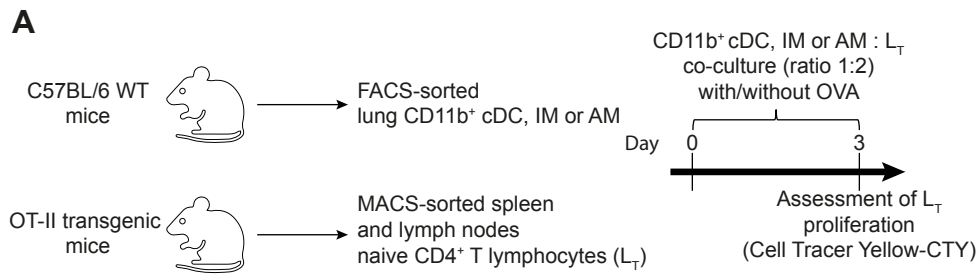 A
C57BL/6 WT
mice
FACS-sorted
lung CD11b⁺ cDC, IM or AM
OT-II transgenic
mice
MACS-sorted spleen
and lymph nodes
naive CD4⁺ T lymphocytes (L_T)
CD11b⁺ cDC, IM or AM : L_T
co-culture (ratio 1:2)
with/without OVA
Day 0 3
Assessment of L_T
proliferation
(Cell Tracer Yellow-CTY)